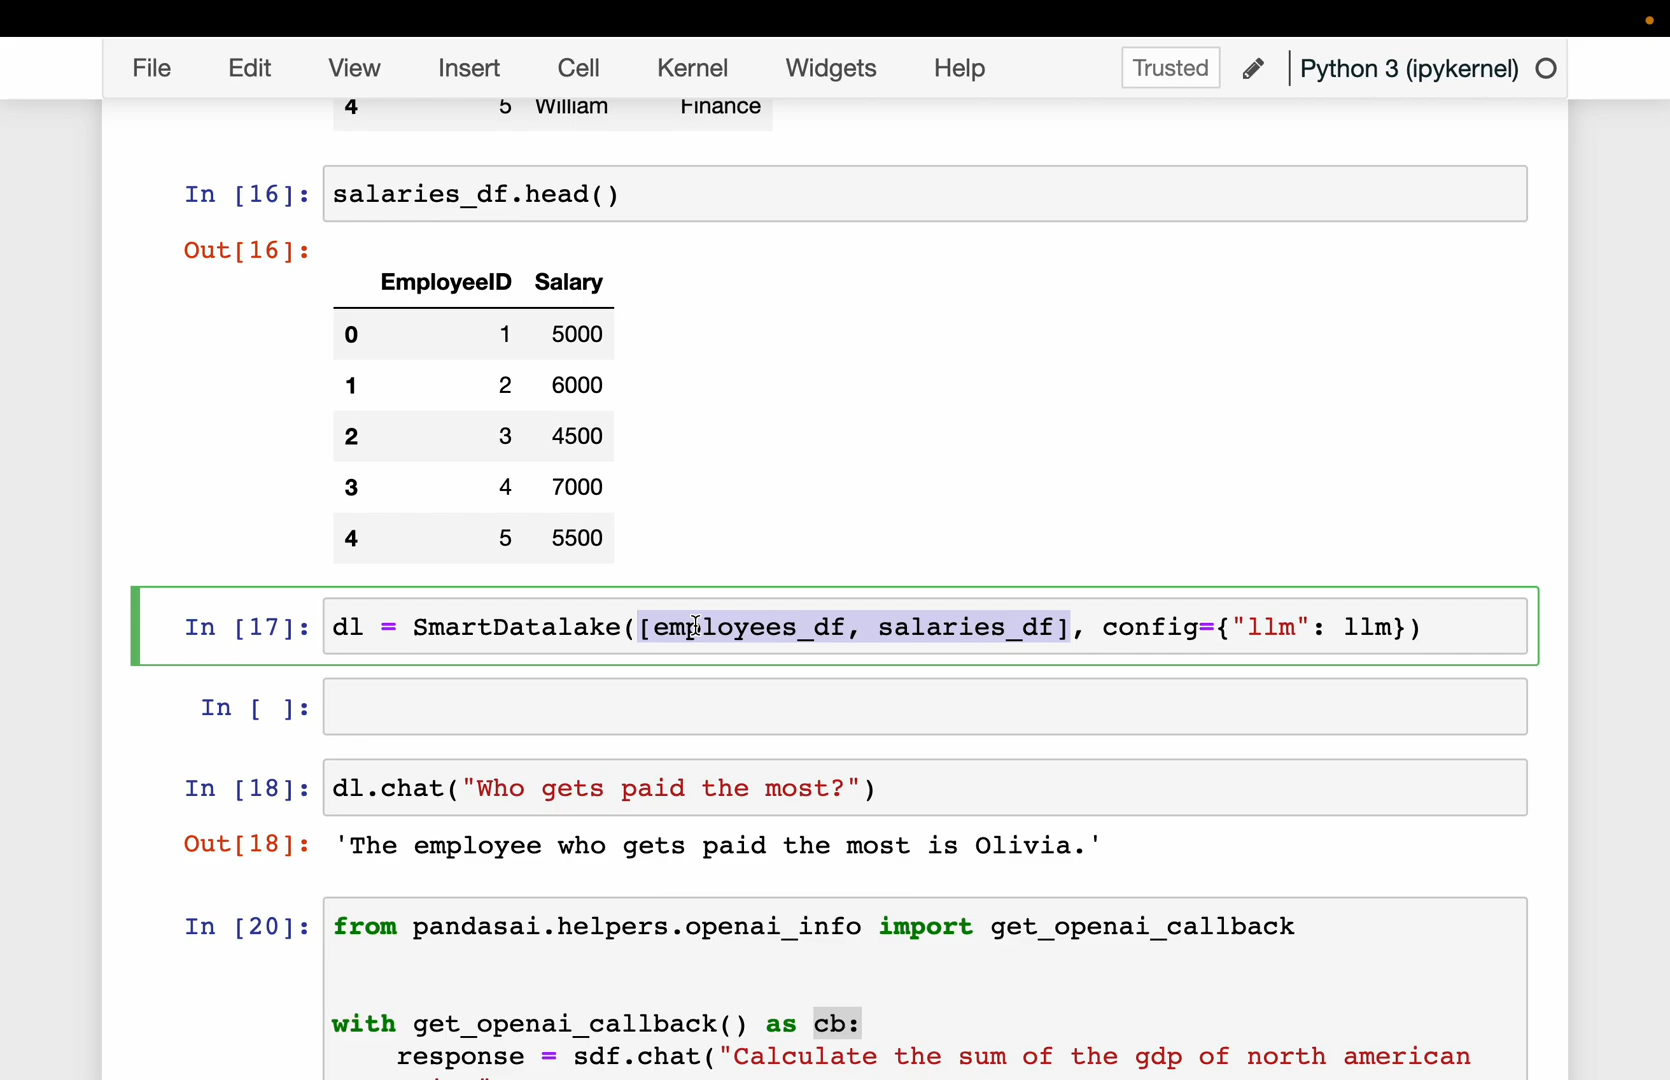 File Edit View Insert Cell Kernel Widgets Help Trusted Python 3 (ipykernel)
4 5 William Finance
In [16]: salaries_df.head()
Out[16]:
EmployeeID Salary
0 1 5000
1 2 6000
2 3 4500
3 4 7000
4 5 5500
In [17]: dl = SmartDatalake([employees_df, salaries_df], config={"llm": llm})
In [ ]:
In [18]: dl.chat("Who gets paid the most?")
Out[18]: 'The employee who gets paid the most is Olivia.'
In [20]: from pandasai.helpers.openai_info import get_openai_callback
with get_openai_callback() as cb:
response = sdf.chat("Calculate the sum of the gdp of north american